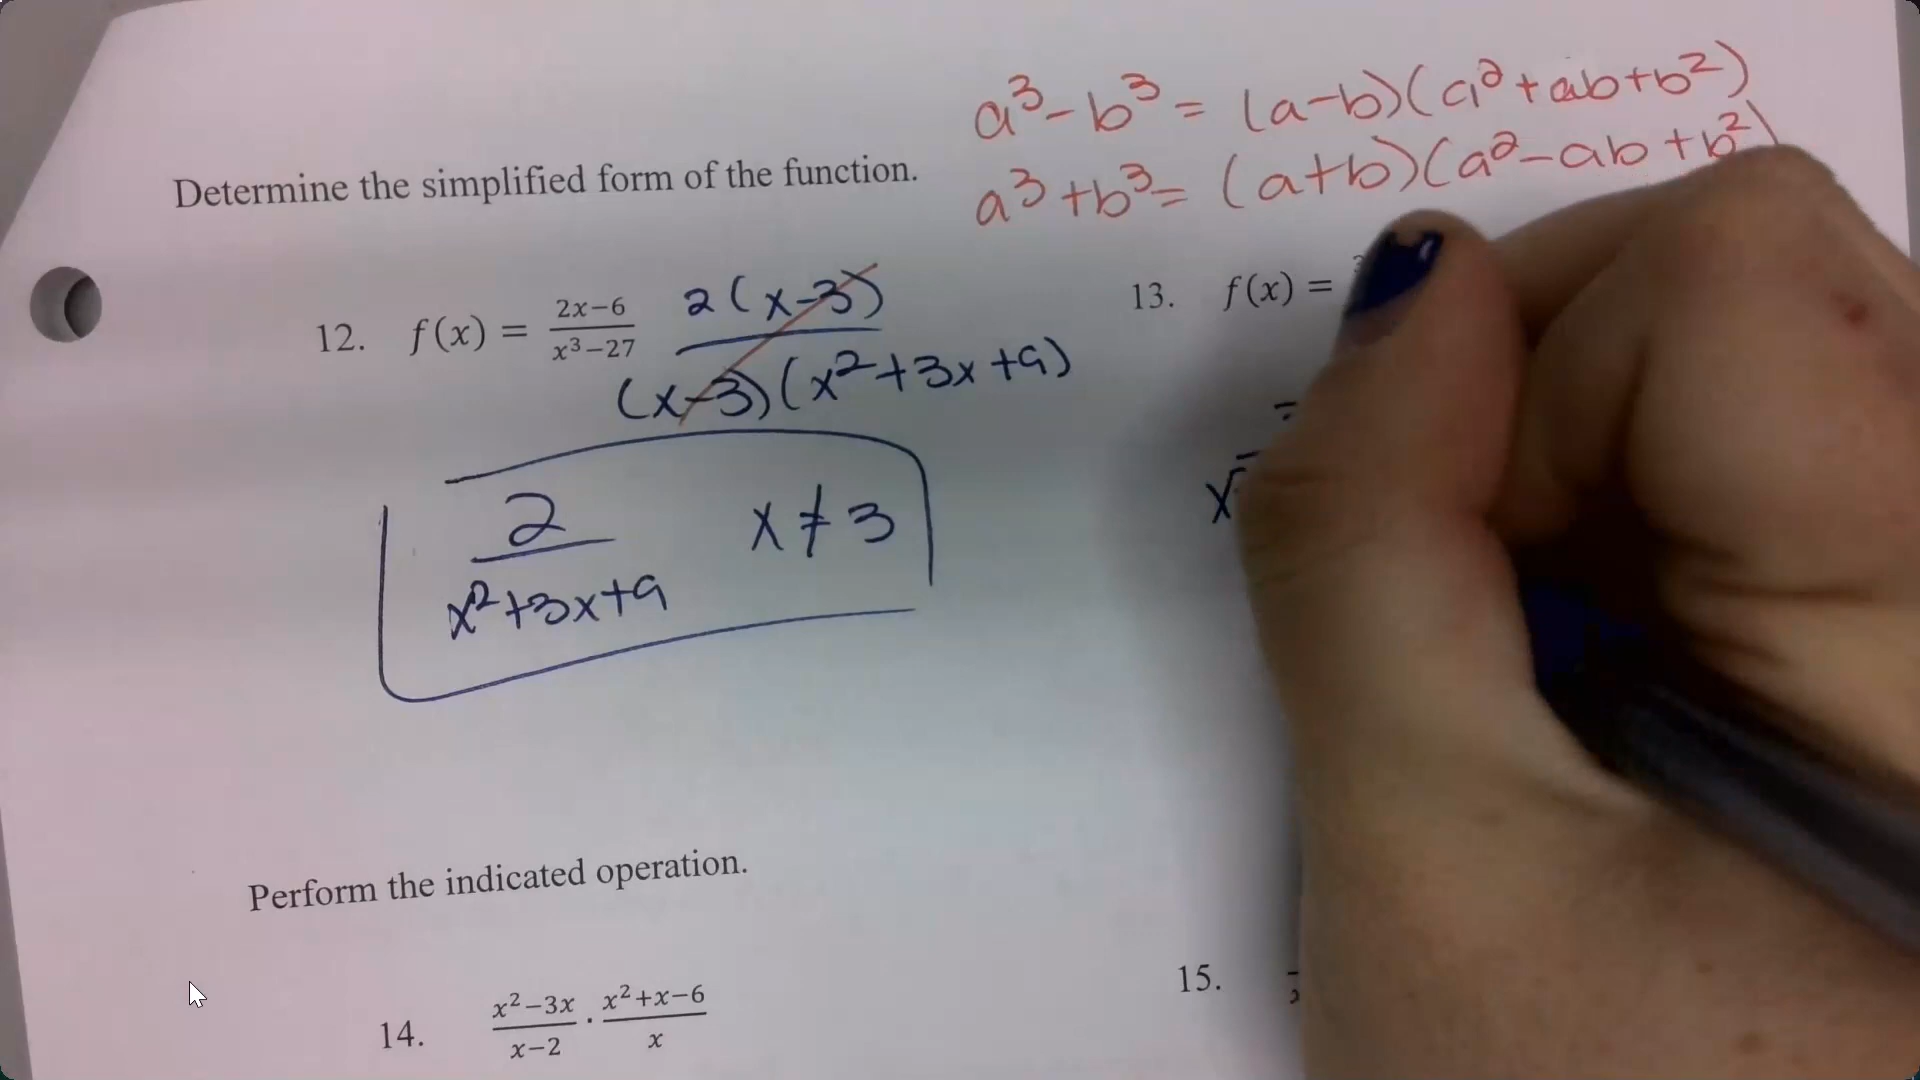 a³ - b³ = (a-b)(a²+ab+b²)
a³ + b³ = (a+b)(a²-ab+b²)
Determine the simplified form of the function.
12. f(x) = 2x−6 / x³−27
2(x-3) / (x-3)(x²+3x+9)
2 / x²+3x+9 x ≠ 3
13. f(x) =
Perform the indicated operation.
14. x²−3x / x−2 · x²+x−6 / x
15.